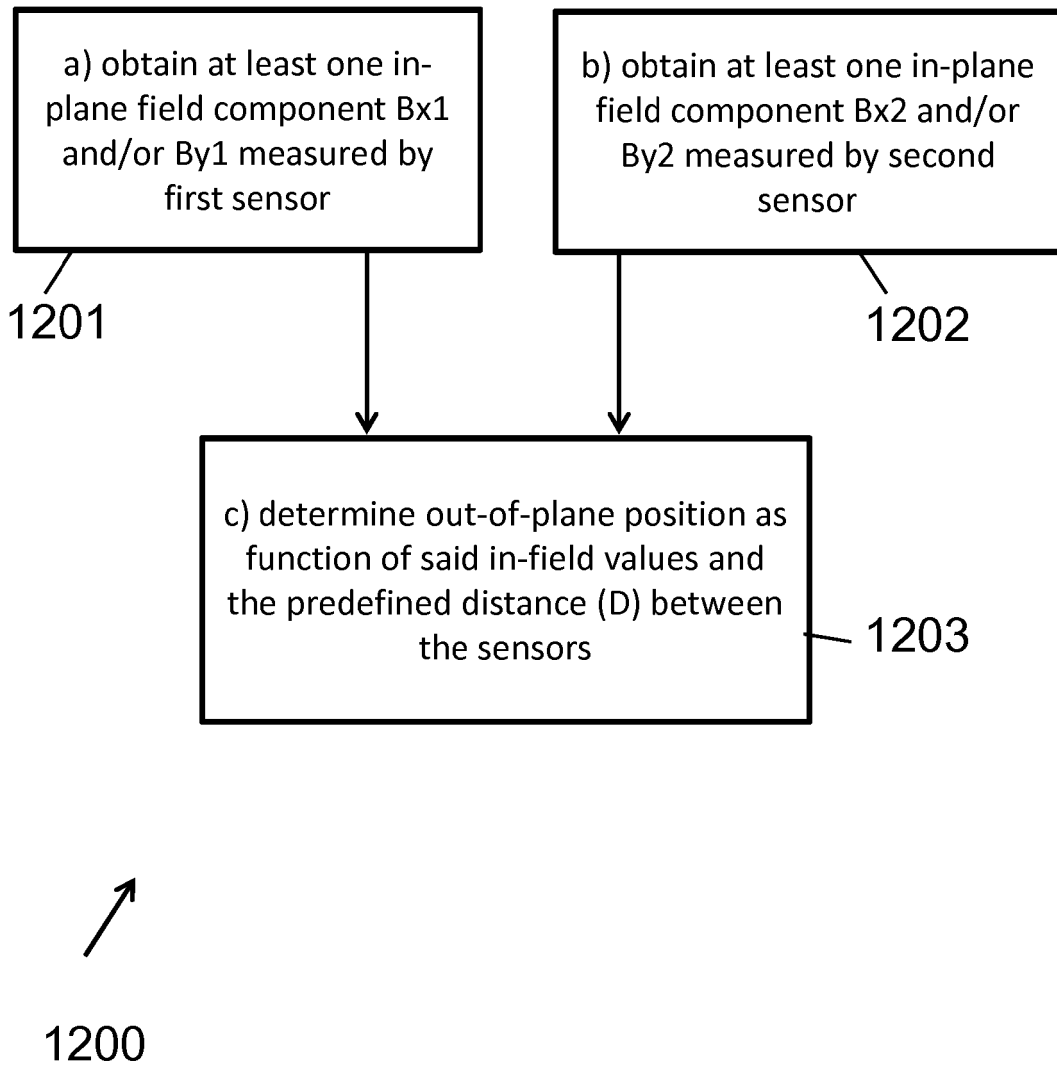 a) obtain at least one in-
plane field component Bx1
and/or By1 measured by
first sensor
1201
b) obtain at least one in-plane
field component Bx2 and/or
By2 measured by second
sensor
1202
c) determine out-of-plane position as
function of said in-field values and
the predefined distance (D) between
the sensors
1203
1200